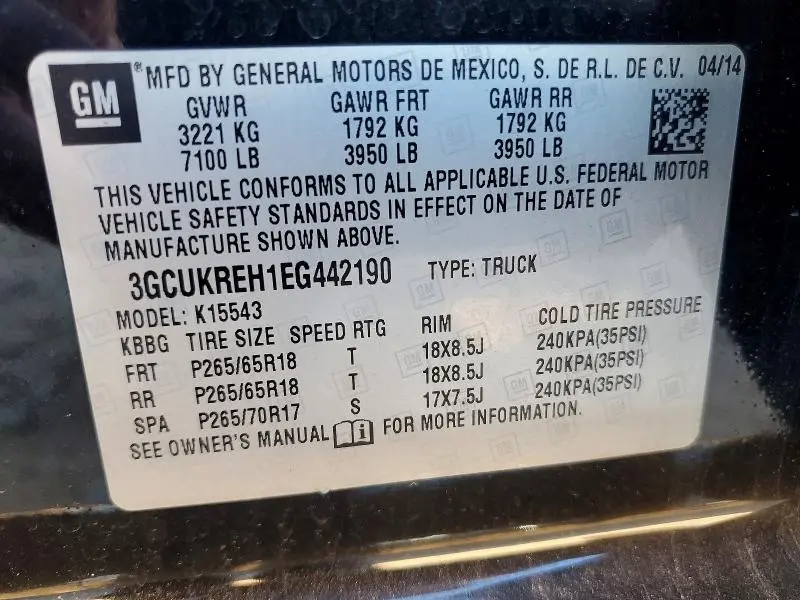 GM ® MFD BY GENERAL MOTORS DE MEXICO, S. DE R.L. DE C.V. 04/14
GVWR GAWR FRT GAWR RR
3221 KG 1792 KG 1792 KG
7100 LB 3950 LB 3950 LB
THIS VEHICLE CONFORMS TO ALL APPLICABLE U.S. FEDERAL MOTOR
VEHICLE SAFETY STANDARDS IN EFFECT ON THE DATE OF
MANUFACTURE SHOWN ABOVE.
3GCUKREH1EG442190 TYPE: TRUCK
MODEL: K15543
KBBG TIRE SIZE SPEED RTG RIM COLD TIRE PRESSURE
FRT P265/65R18 T 18X8.5J 240KPA(35PSI)
RR P265/65R18 T 18X8.5J 240KPA(35PSI)
SPA P265/70R17 S 17X7.5J 240KPA(35PSI)
SEE OWNER'S MANUAL i FOR MORE INFORMATION.